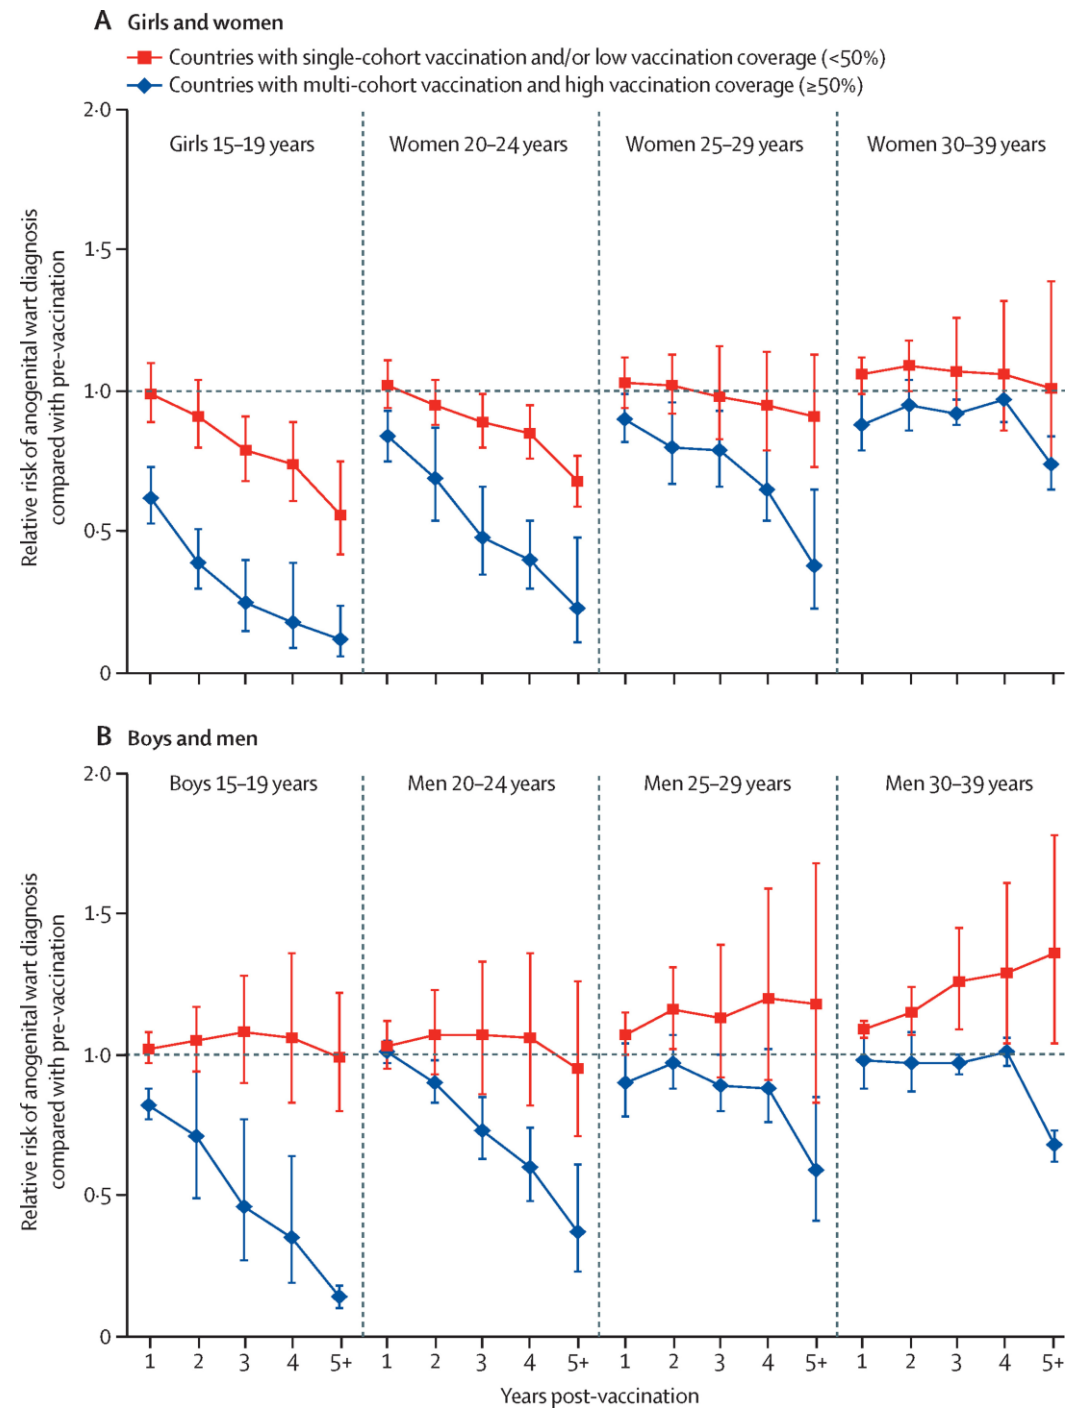 A Girls and women
Countries with single-cohort vaccination and/or low vaccination coverage (<50%)
Countries with multi-cohort vaccination and high vaccination coverage (≥50%)
Relative risk of anogenital wart diagnosis
compared with pre-vaccination
2·0
1·5
1·0
0·5
0
Girls 15–19 years
Women 20–24 years
Women 25–29 years
Women 30–39 years
B Boys and men
Relative risk of anogenital wart diagnosis
compared with pre-vaccination
2·0
1·5
1·0
0·5
0
Boys 15–19 years
Men 20–24 years
Men 25–29 years
Men 30–39 years
1 2 3 4 5+ 1 2 3 4 5+ 1 2 3 4 5+ 1 2 3 4 5+
Years post-vaccination